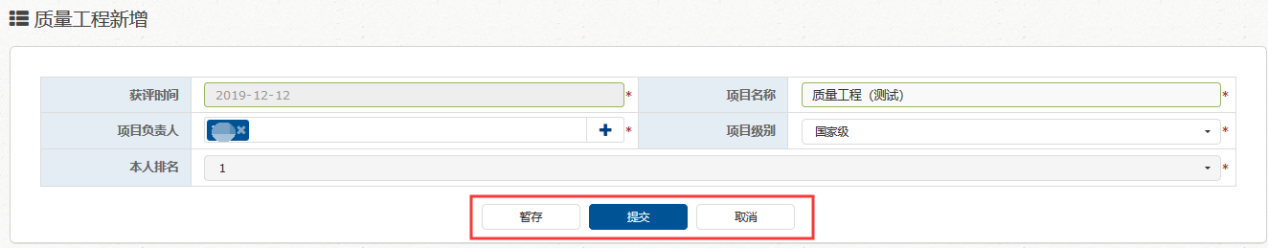 质量工程新增
获评时间 2019-12-12 * 项目名称 质量工程（测试） *
项目负责人 × + * 项目级别 国家级 *
本人排名 1 *
暂存 提交 取消